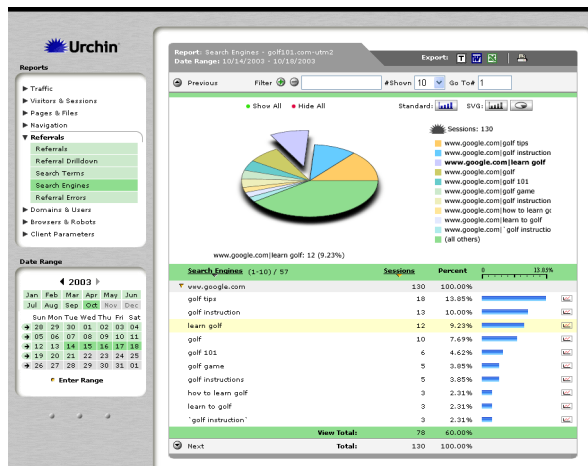 Urchin
Reports
Traffic
Visitors & Sessions
Pages & Files
Navigation
Referrals
Referrals
Referral Drilldown
Search Terms
Search Engines
Referral Errors
Domains & Users
Browsers & Robots
Client Parameters
Date Range
2003
Jan Feb Mar Apr May Jun
Jul Aug Sep Oct Nov Dec
Sun Mon Tue Wed Thu Fri Sat
28 29 30 01 02 03 04
05 06 07 08 09 10 11
12 13 14 15 16 17 18
19 20 21 22 23 24 25
26 27 28 29 30 31 01
Enter Range
Report: Search Engines - golf101.com-utm2
Date Range: 10/14/2003 - 10/18/2003
Export: T W X
Previous Filter #Shown 10 Go To# 1
Show All Hide All Standard: SVG:
Sessions: 130
www.google.com|golf tips
www.google.com|golf instruction
www.google.com|learn golf
www.google.com|golf
www.google.com|golf 101
www.google.com|golf game
www.google.com|golf instruction
www.google.com|how to learn go
www.google.com|learn to golf
www.google.com|`golf instructio
(all others)
www.google.com|learn golf: 12 (9.23%)
Search Engines (1-10) / 57 Sessions Percent 0 13.85%
www.google.com 130 100.00%
golf tips 18 13.85%
golf instruction 13 10.00%
learn golf 12 9.23%
golf 10 7.69%
golf 101 6 4.62%
golf game 5 3.85%
golf instructions 5 3.85%
how to learn golf 3 2.31%
learn to golf 3 2.31%
`golf instruction` 3 2.31%
View Total: 78 60.00%
Next Total: 130 100.00%